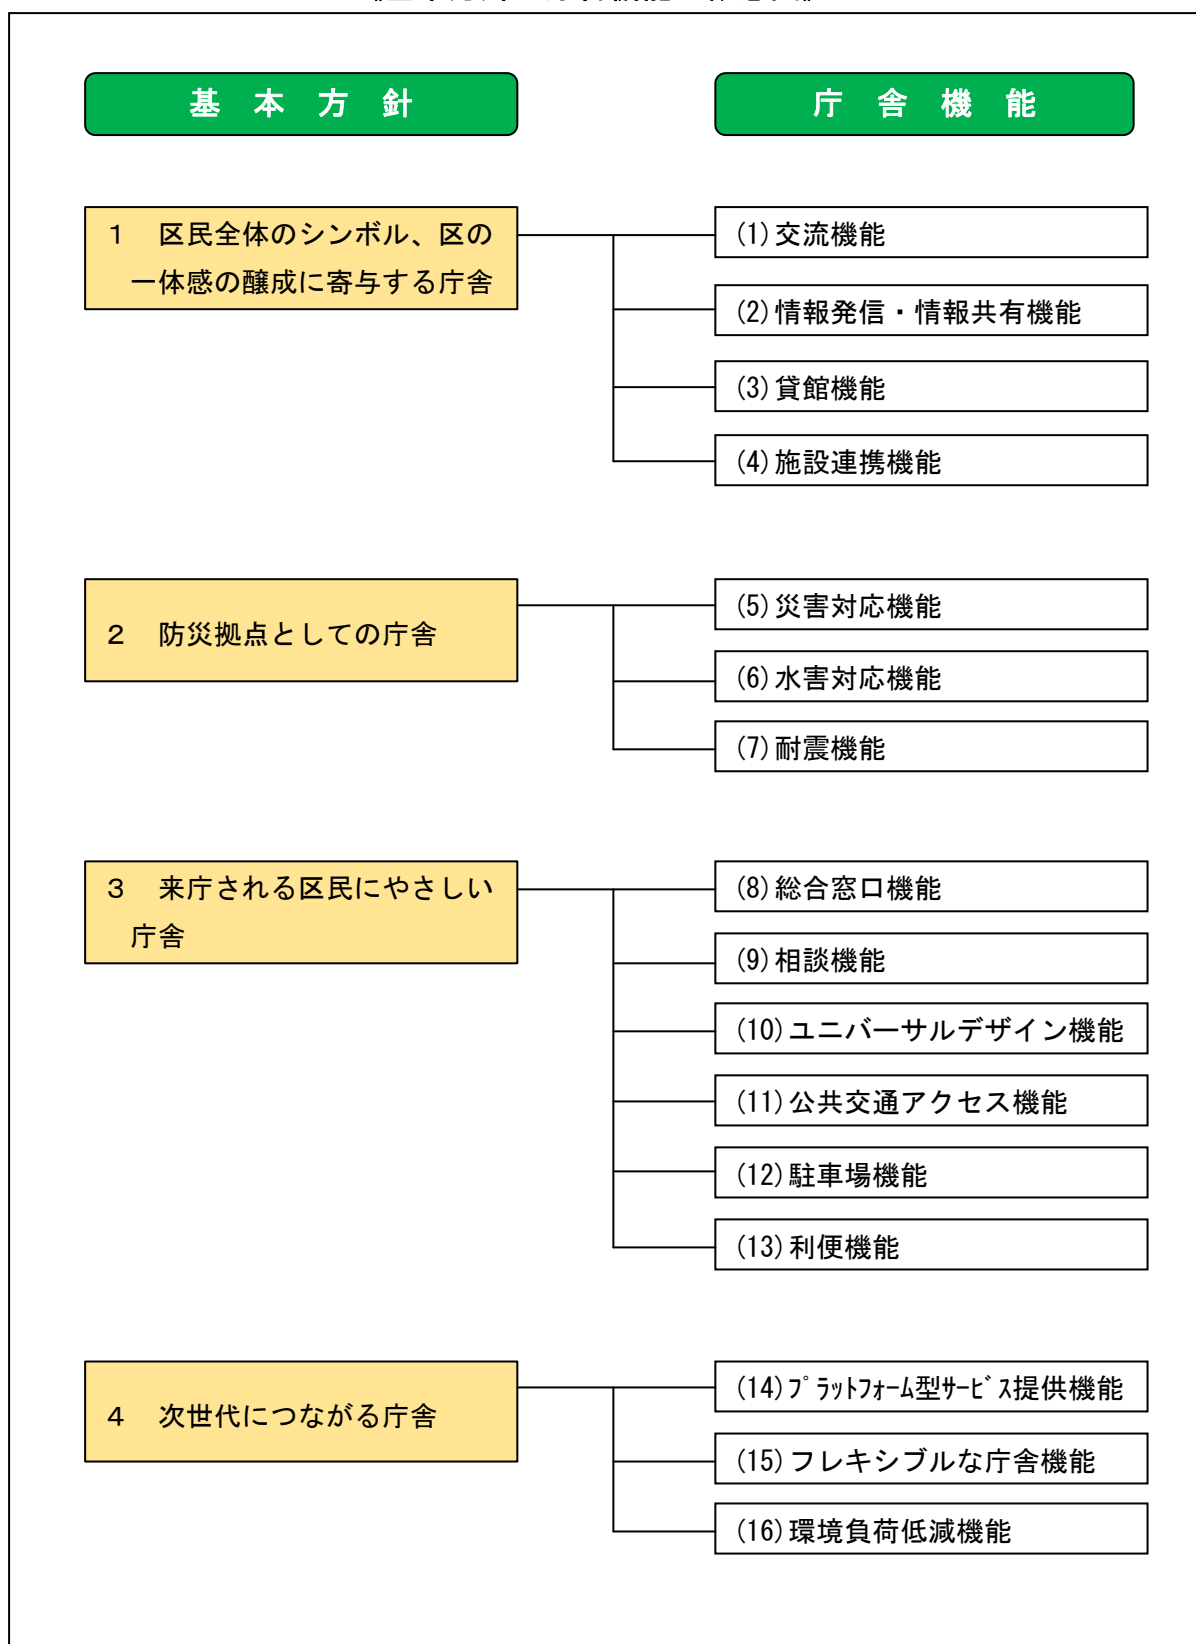 基本方針
庁舎機能
１　区民全体のシンボル、区の
一体感の醸成に寄与する庁舎
(1)交流機能
(2)情報発信・情報共有機能
(3)貸館機能
(4)施設連携機能
２　防災拠点としての庁舎
(5)災害対応機能
(6)水害対応機能
(7)耐震機能
３　来庁される区民にやさしい
庁舎
(8)総合窓口機能
(9)相談機能
(10)ユニバーサルデザイン機能
(11)公共交通アクセス機能
(12)駐車場機能
(13)利便機能
４　次世代につながる庁舎
(14)ﾌﾟﾗｯﾄﾌｫｰﾑ型ｻｰﾋﾞｽ提供機能
(15)フレキシブルな庁舎機能
(16)環境負荷低減機能